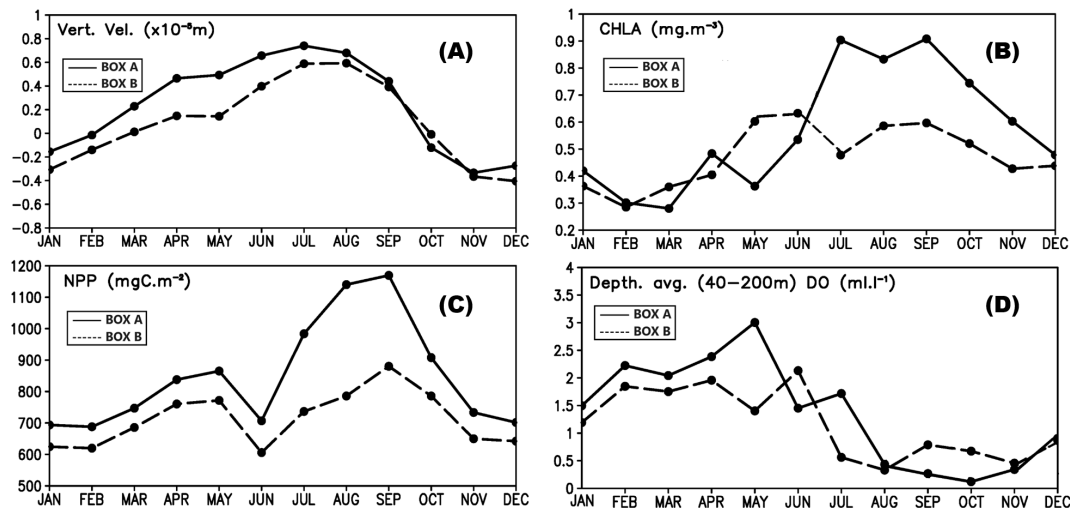 Vert. Vel. (x10⁻⁵m)
(A)
BOX A
BOX B
1
0.8
0.6
0.4
0.2
0
−0.2
−0.4
−0.6
−0.8
JAN FEB MAR APR MAY JUN JUL AUG SEP OCT NOV DEC
CHLA (mg.m⁻³)
(B)
BOX A
BOX B
1
0.9
0.8
0.7
0.6
0.5
0.4
0.3
0.2
JAN FEB MAR APR MAY JUN JUL AUG SEP OCT NOV DEC
NPP (mgC.m⁻²)
(C)
BOX A
BOX B
1200
1100
1000
900
800
700
600
500
JAN FEB MAR APR MAY JUN JUL AUG SEP OCT NOV DEC
Depth. avg. (40−200m) DO (ml.l⁻¹)
(D)
BOX A
BOX B
4
3.5
3
2.5
2
1.5
1
0.5
0
JAN FEB MAR APR MAY JUN JUL AUG SEP OCT NOV DEC